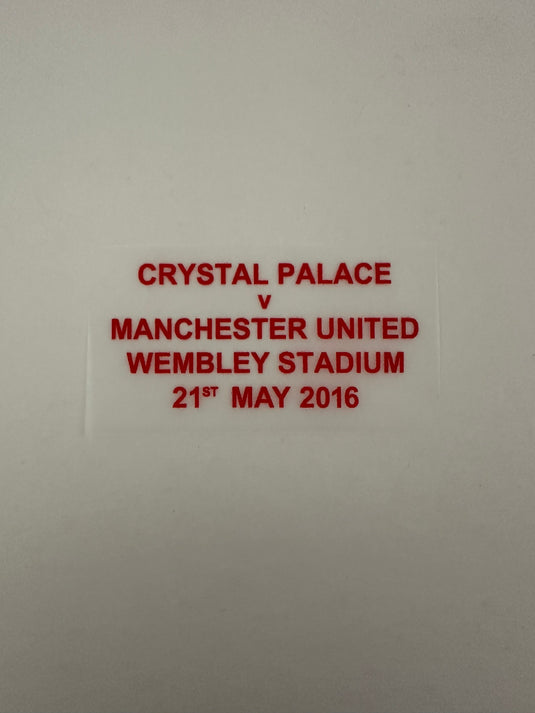 CRYSTAL PALACE
v
MANCHESTER UNITED
WEMBLEY STADIUM
21ST MAY 2016